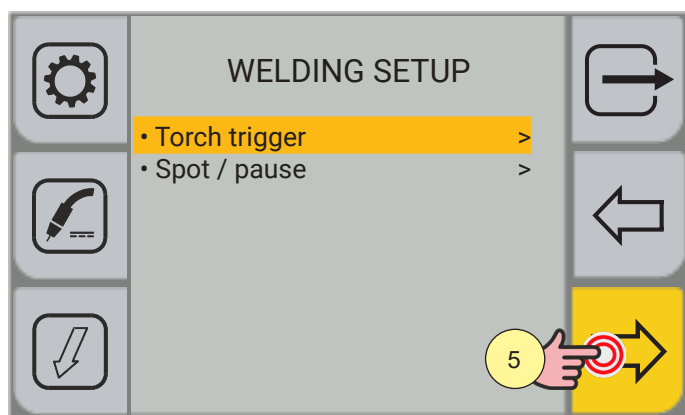 WELDING SETUP
• Torch trigger >
• Spot / pause >
5